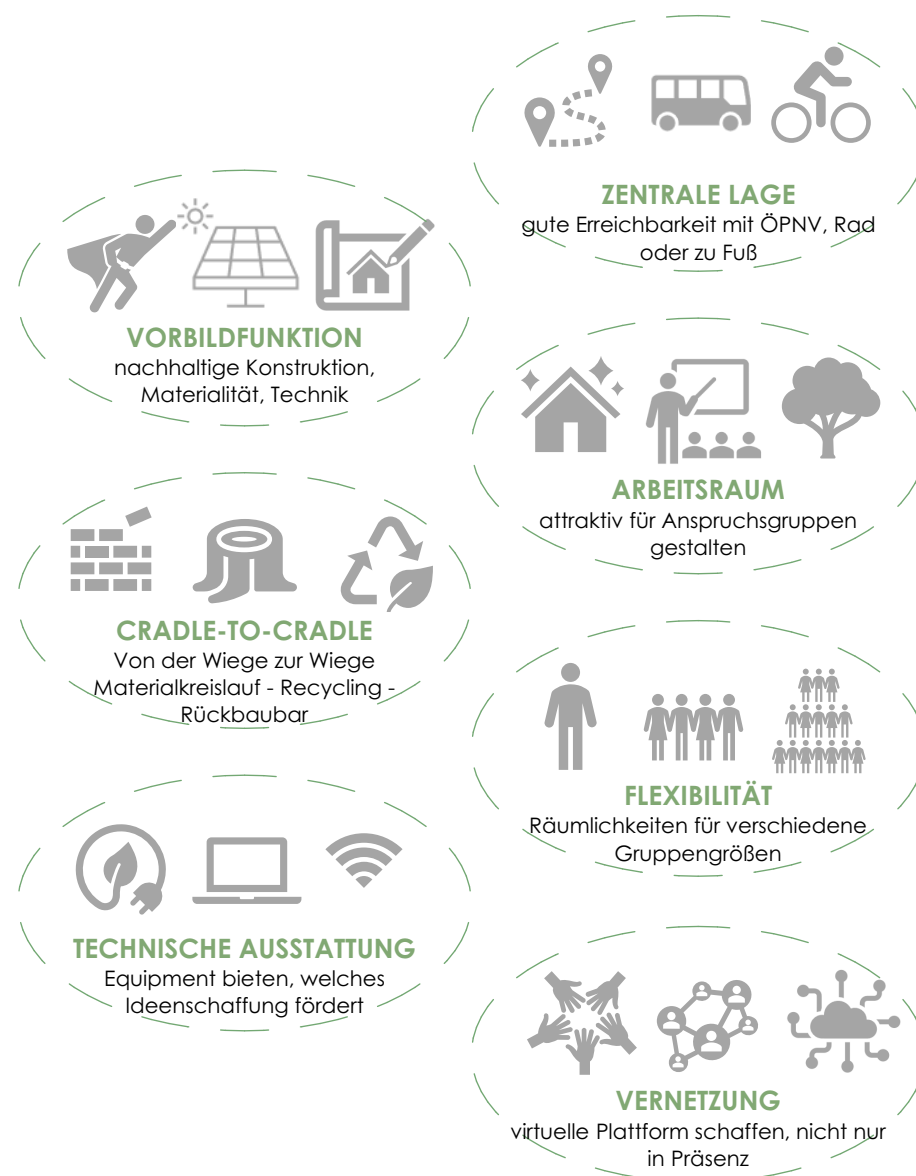 ZENTRALE LAGE
gute Erreichbarkeit mit ÖPNV, Rad
oder zu Fuß
VORBILDFUNKTION
nachhaltige Konstruktion,
Materialität, Technik
ARBEITSRAUM
attraktiv für Anspruchsgruppen
gestalten
CRADLE-TO-CRADLE
Von der Wiege zur Wiege
Materialkreislauf - Recycling -
Rückbaubar
FLEXIBILITÄT
Räumlichkeiten für verschiedene
Gruppengrößen
TECHNISCHE AUSSTATTUNG
Equipment bieten, welches
Ideenschaffung fördert
VERNETZUNG
virtuelle Plattform schaffen, nicht nur
in Präsenz